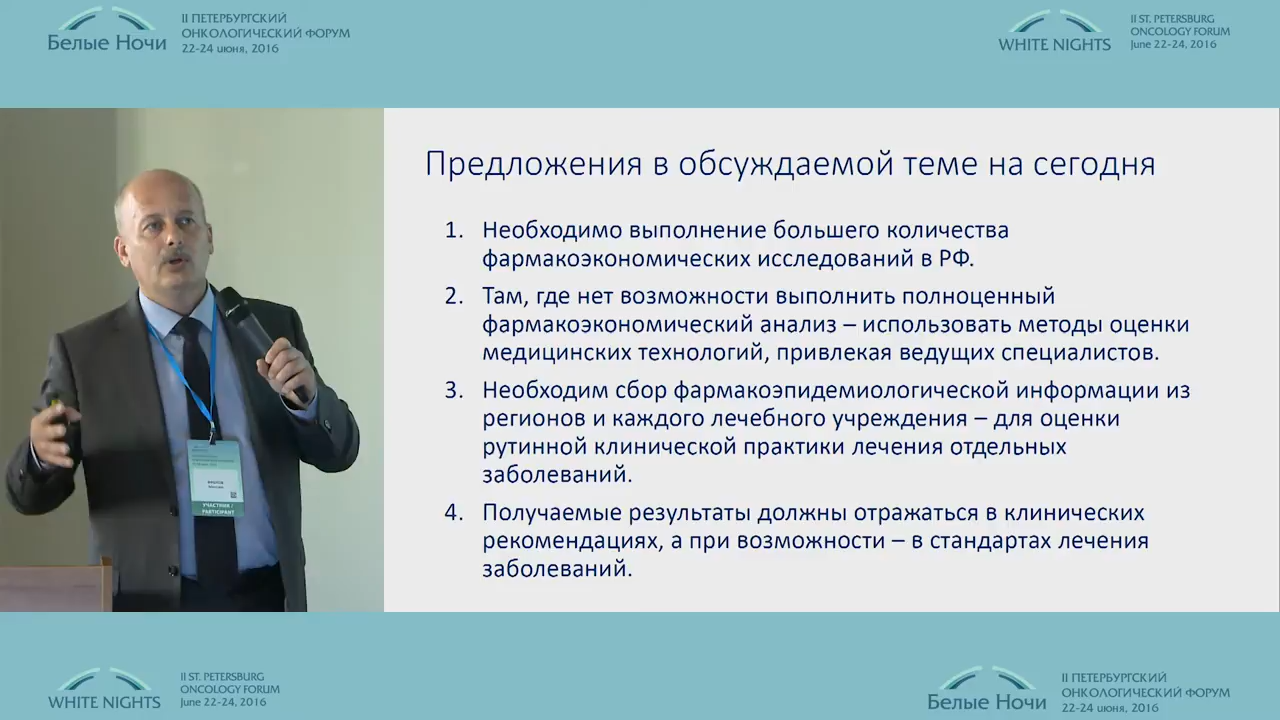 Белые Ночи
II ПЕТЕРБУРГСКИЙ
ОНКОЛОГИЧЕСКИЙ ФОРУМ
22-24 июня, 2016
WHITE NIGHTS
II ST. PETERSBURG
ONCOLOGY FORUM
June 22-24, 2016
Предложения в обсуждаемой теме на сегодня
1. Необходимо выполнение большего количества
фармакоэкономических исследований в РФ.
2. Там, где нет возможности выполнить полноценный
фармакоэкономический анализ – использовать методы оценки
медицинских технологий, привлекая ведущих специалистов.
3. Необходим сбор фармакоэпидемиологической информации из
регионов и каждого лечебного учреждения – для оценки
рутинной клинической практики лечения отдельных
заболеваний.
4. Получаемые результаты должны отражаться в клинических
рекомендациях, а при возможности – в стандартах лечения
заболеваний.
УЧАСТНИК /
PARTICIPANT
WHITE NIGHTS
II ST. PETERSBURG
ONCOLOGY FORUM
June 22-24, 2016
Белые Ночи
II ПЕТЕРБУРГСКИЙ
ОНКОЛОГИЧЕСКИЙ ФОРУМ
22-24 июня, 2016